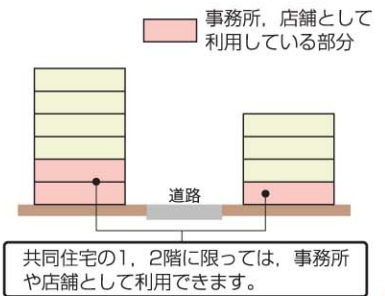 事務所，店舗として
利用している部分
道路
共同住宅の1，2階に限っては，事務所
や店舗として利用できます。